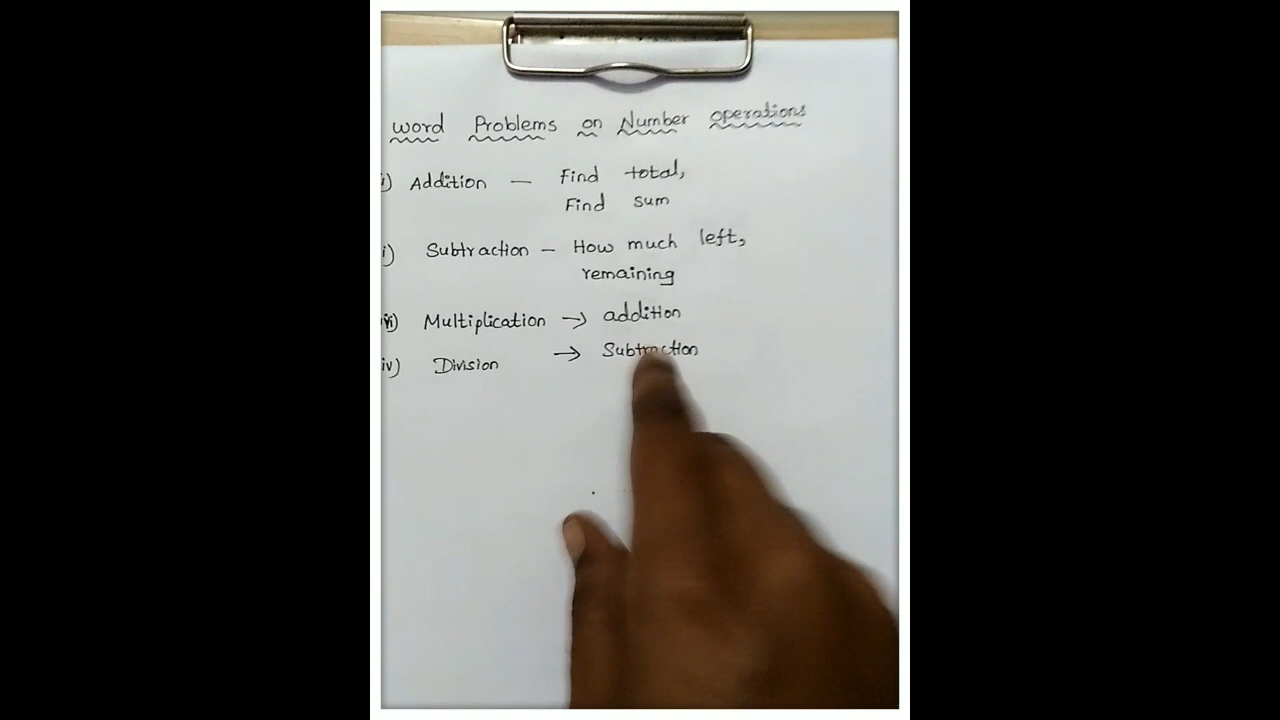 word Problems on Number operations
i) Addition — Find total,
Find sum
i) Subtraction — How much left,
remaining
iii) Multiplication → addition
iv) Division → Subtraction